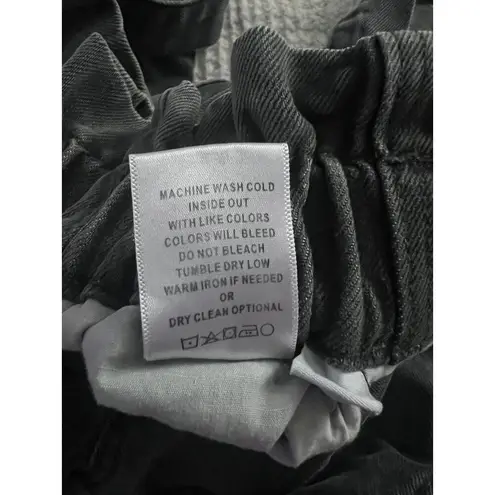 MACHINE WASH COLD
INSIDE OUT
WITH LIKE COLORS
COLORS WILL BLEED
DO NOT BLEACH
TUMBLE DRY LOW
WARM IRON IF NEEDED
OR
DRY CLEAN OPTIONAL